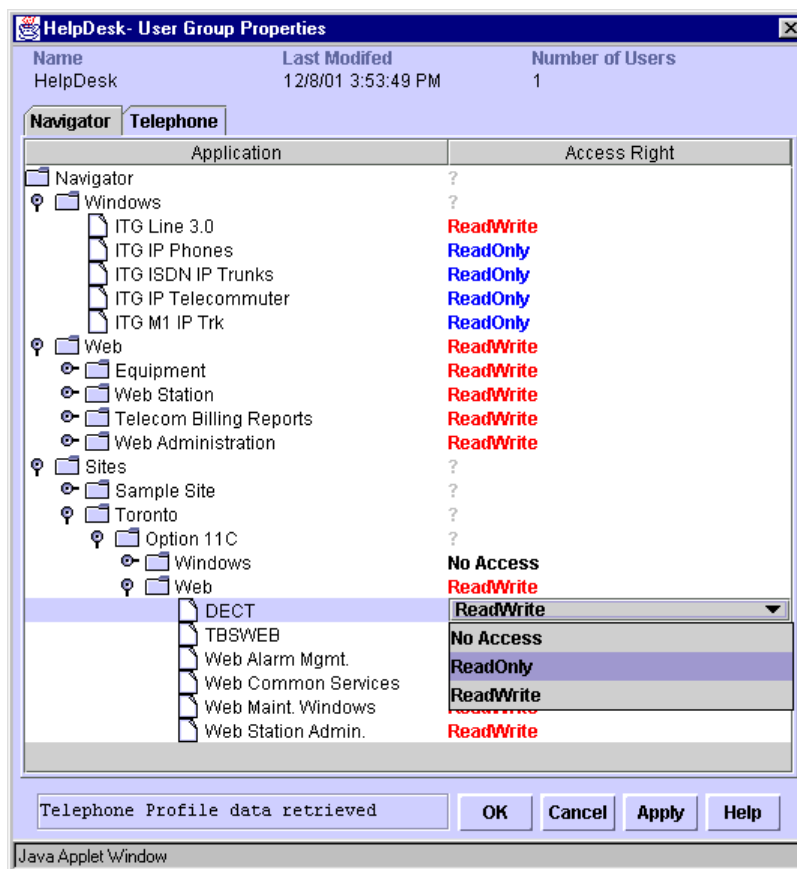 HelpDesk- User Group Properties
Name Last Modifed Number of Users
HelpDesk 12/8/01 3:53:49 PM 1
Navigator Telephone
Application Access Right
Navigator ?
Windows ?
ITG Line 3.0 ReadWrite
ITG IP Phones ReadOnly
ITG ISDN IP Trunks ReadOnly
ITG IP Telecommuter ReadOnly
ITG M1 IP Trk ReadOnly
Web ReadWrite
Equipment ReadWrite
Web Station ReadWrite
Telecom Billing Reports ReadWrite
Web Administration ReadWrite
Sites ?
Sample Site ?
Toronto ?
Option 11C ?
Windows No Access
Web ReadWrite
DECT ReadWrite
TBSWEB No Access
Web Alarm Mgmt. ReadOnly
Web Common Services
Web Maint. Windows ReadWrite
Web Station Admin. ReadWrite
Telephone Profile data retrieved OK Cancel Apply Help
Java Applet Window